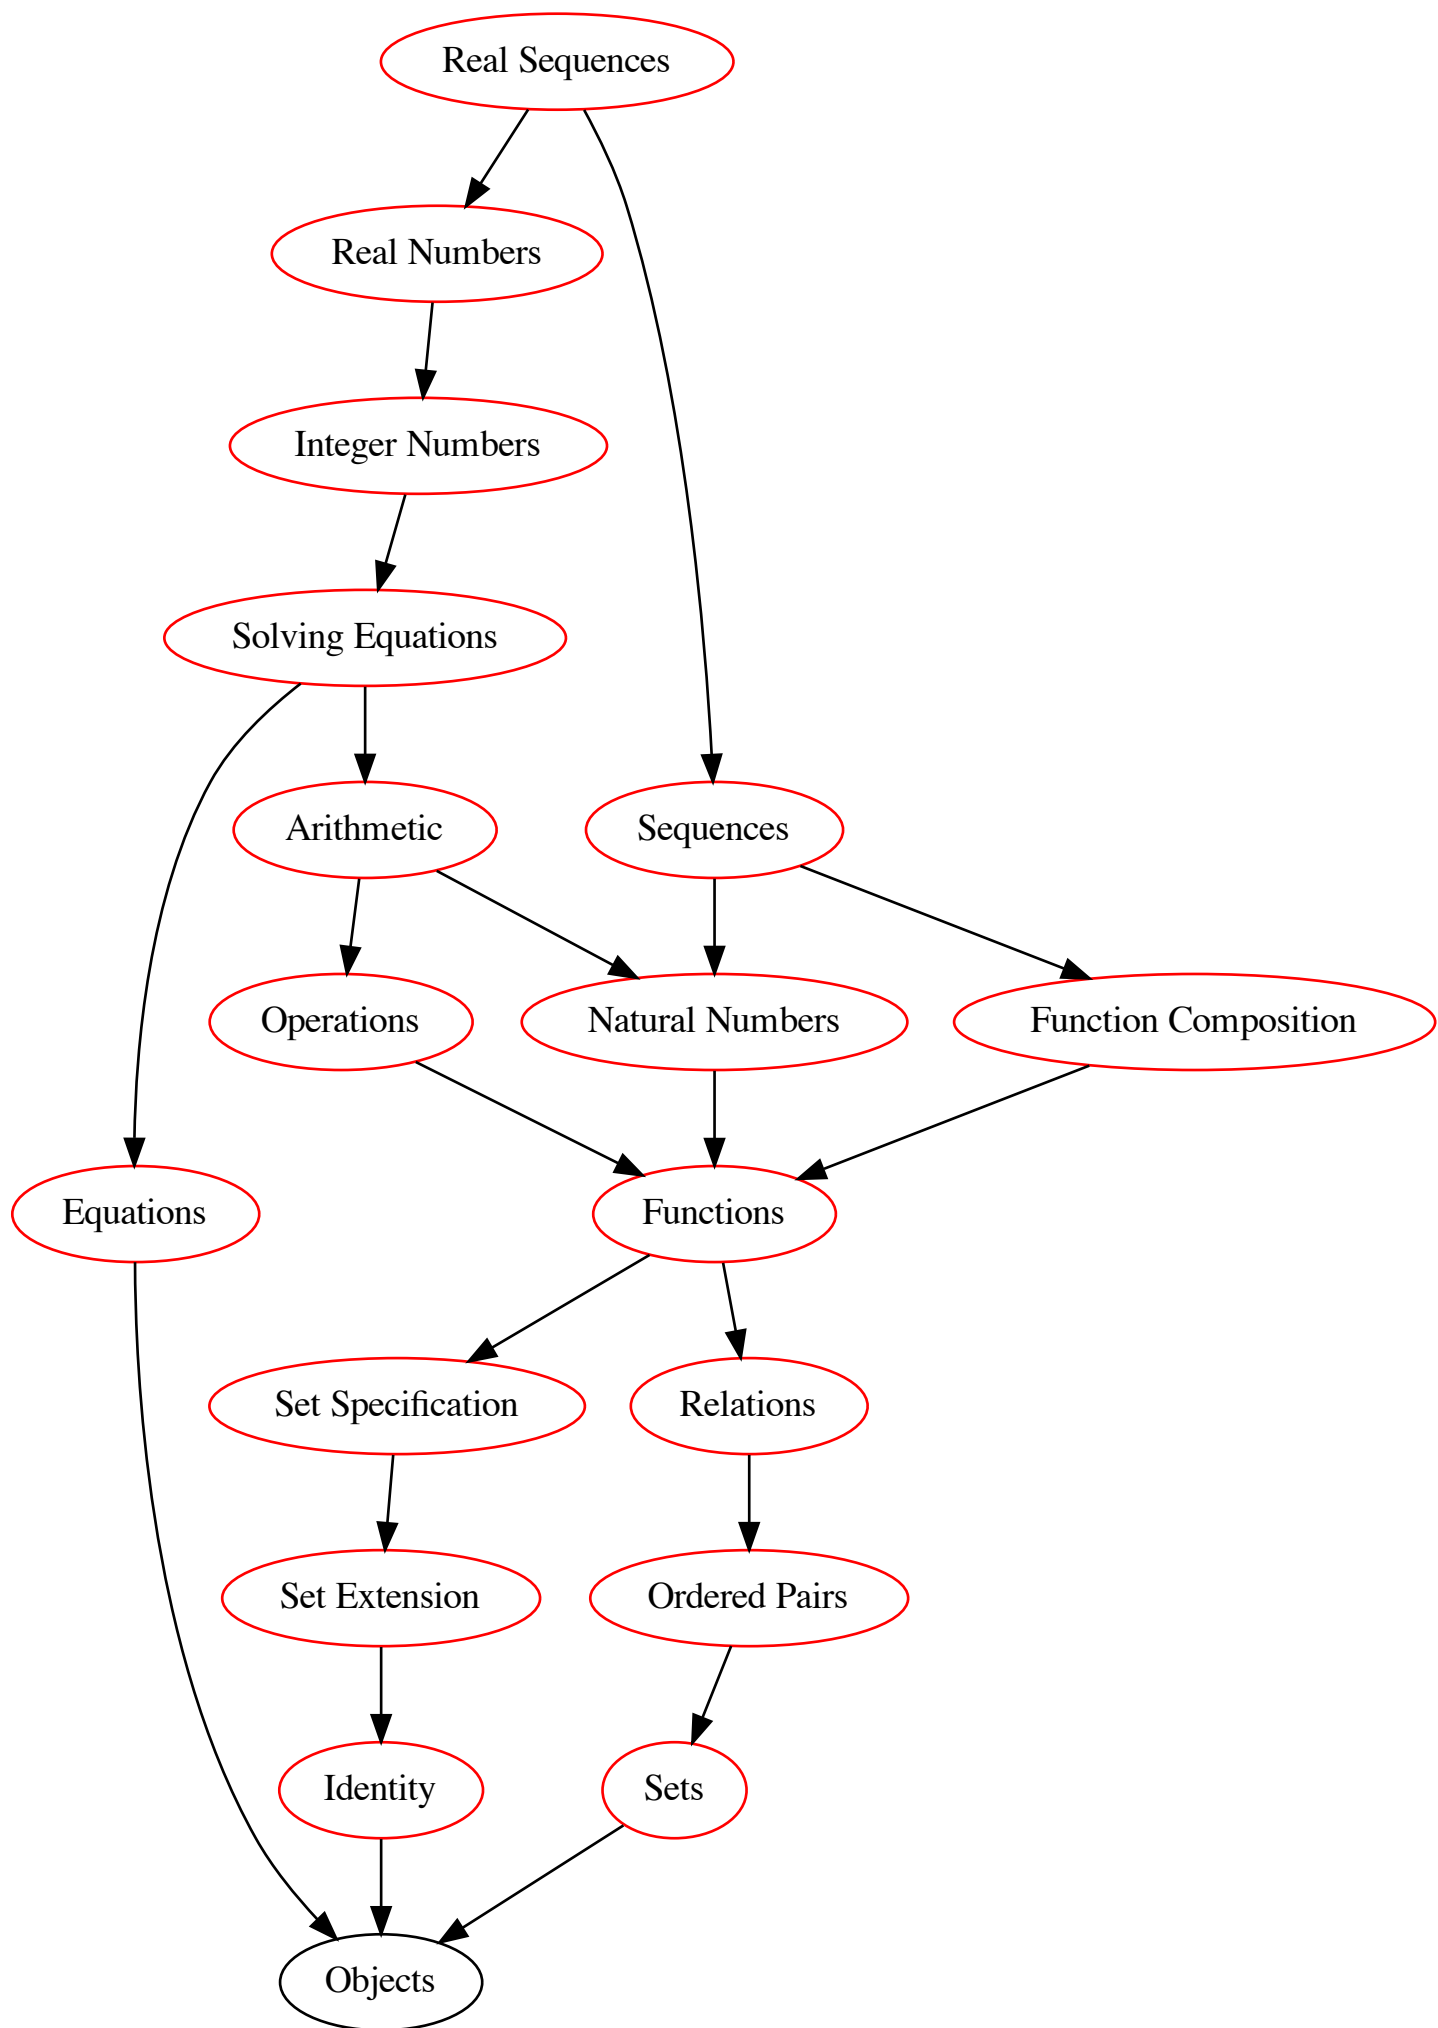 Real Sequences
Real Numbers
Integer Numbers
Solving Equations
Arithmetic
Sequences
Operations
Natural Numbers
Function Composition
Equations
Functions
Set Specification
Relations
Set Extension
Ordered Pairs
Identity
Sets
Objects